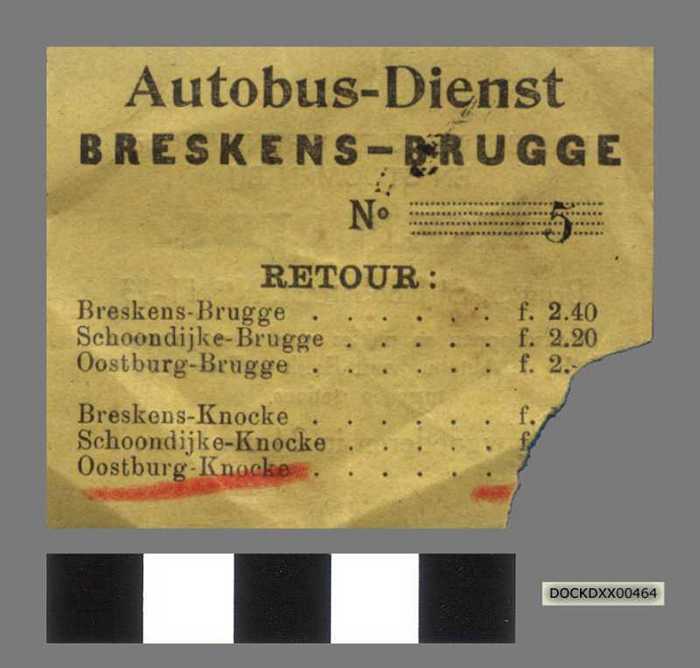 Autobus-Dienst
BRESKENS-BRUGGE
No 5
RETOUR:
Breskens-Brugge . . . . . . f. 2.40
Schoondijke-Brugge . . . . . f. 2.20
Oostburg-Brugge . . . . . . f. 2.-
Breskens-Knocke . . . . . . f.
Schoondijke-Knocke . . . . . f
Oostburg-Knocke . . . . . .
DOCKDXX00464